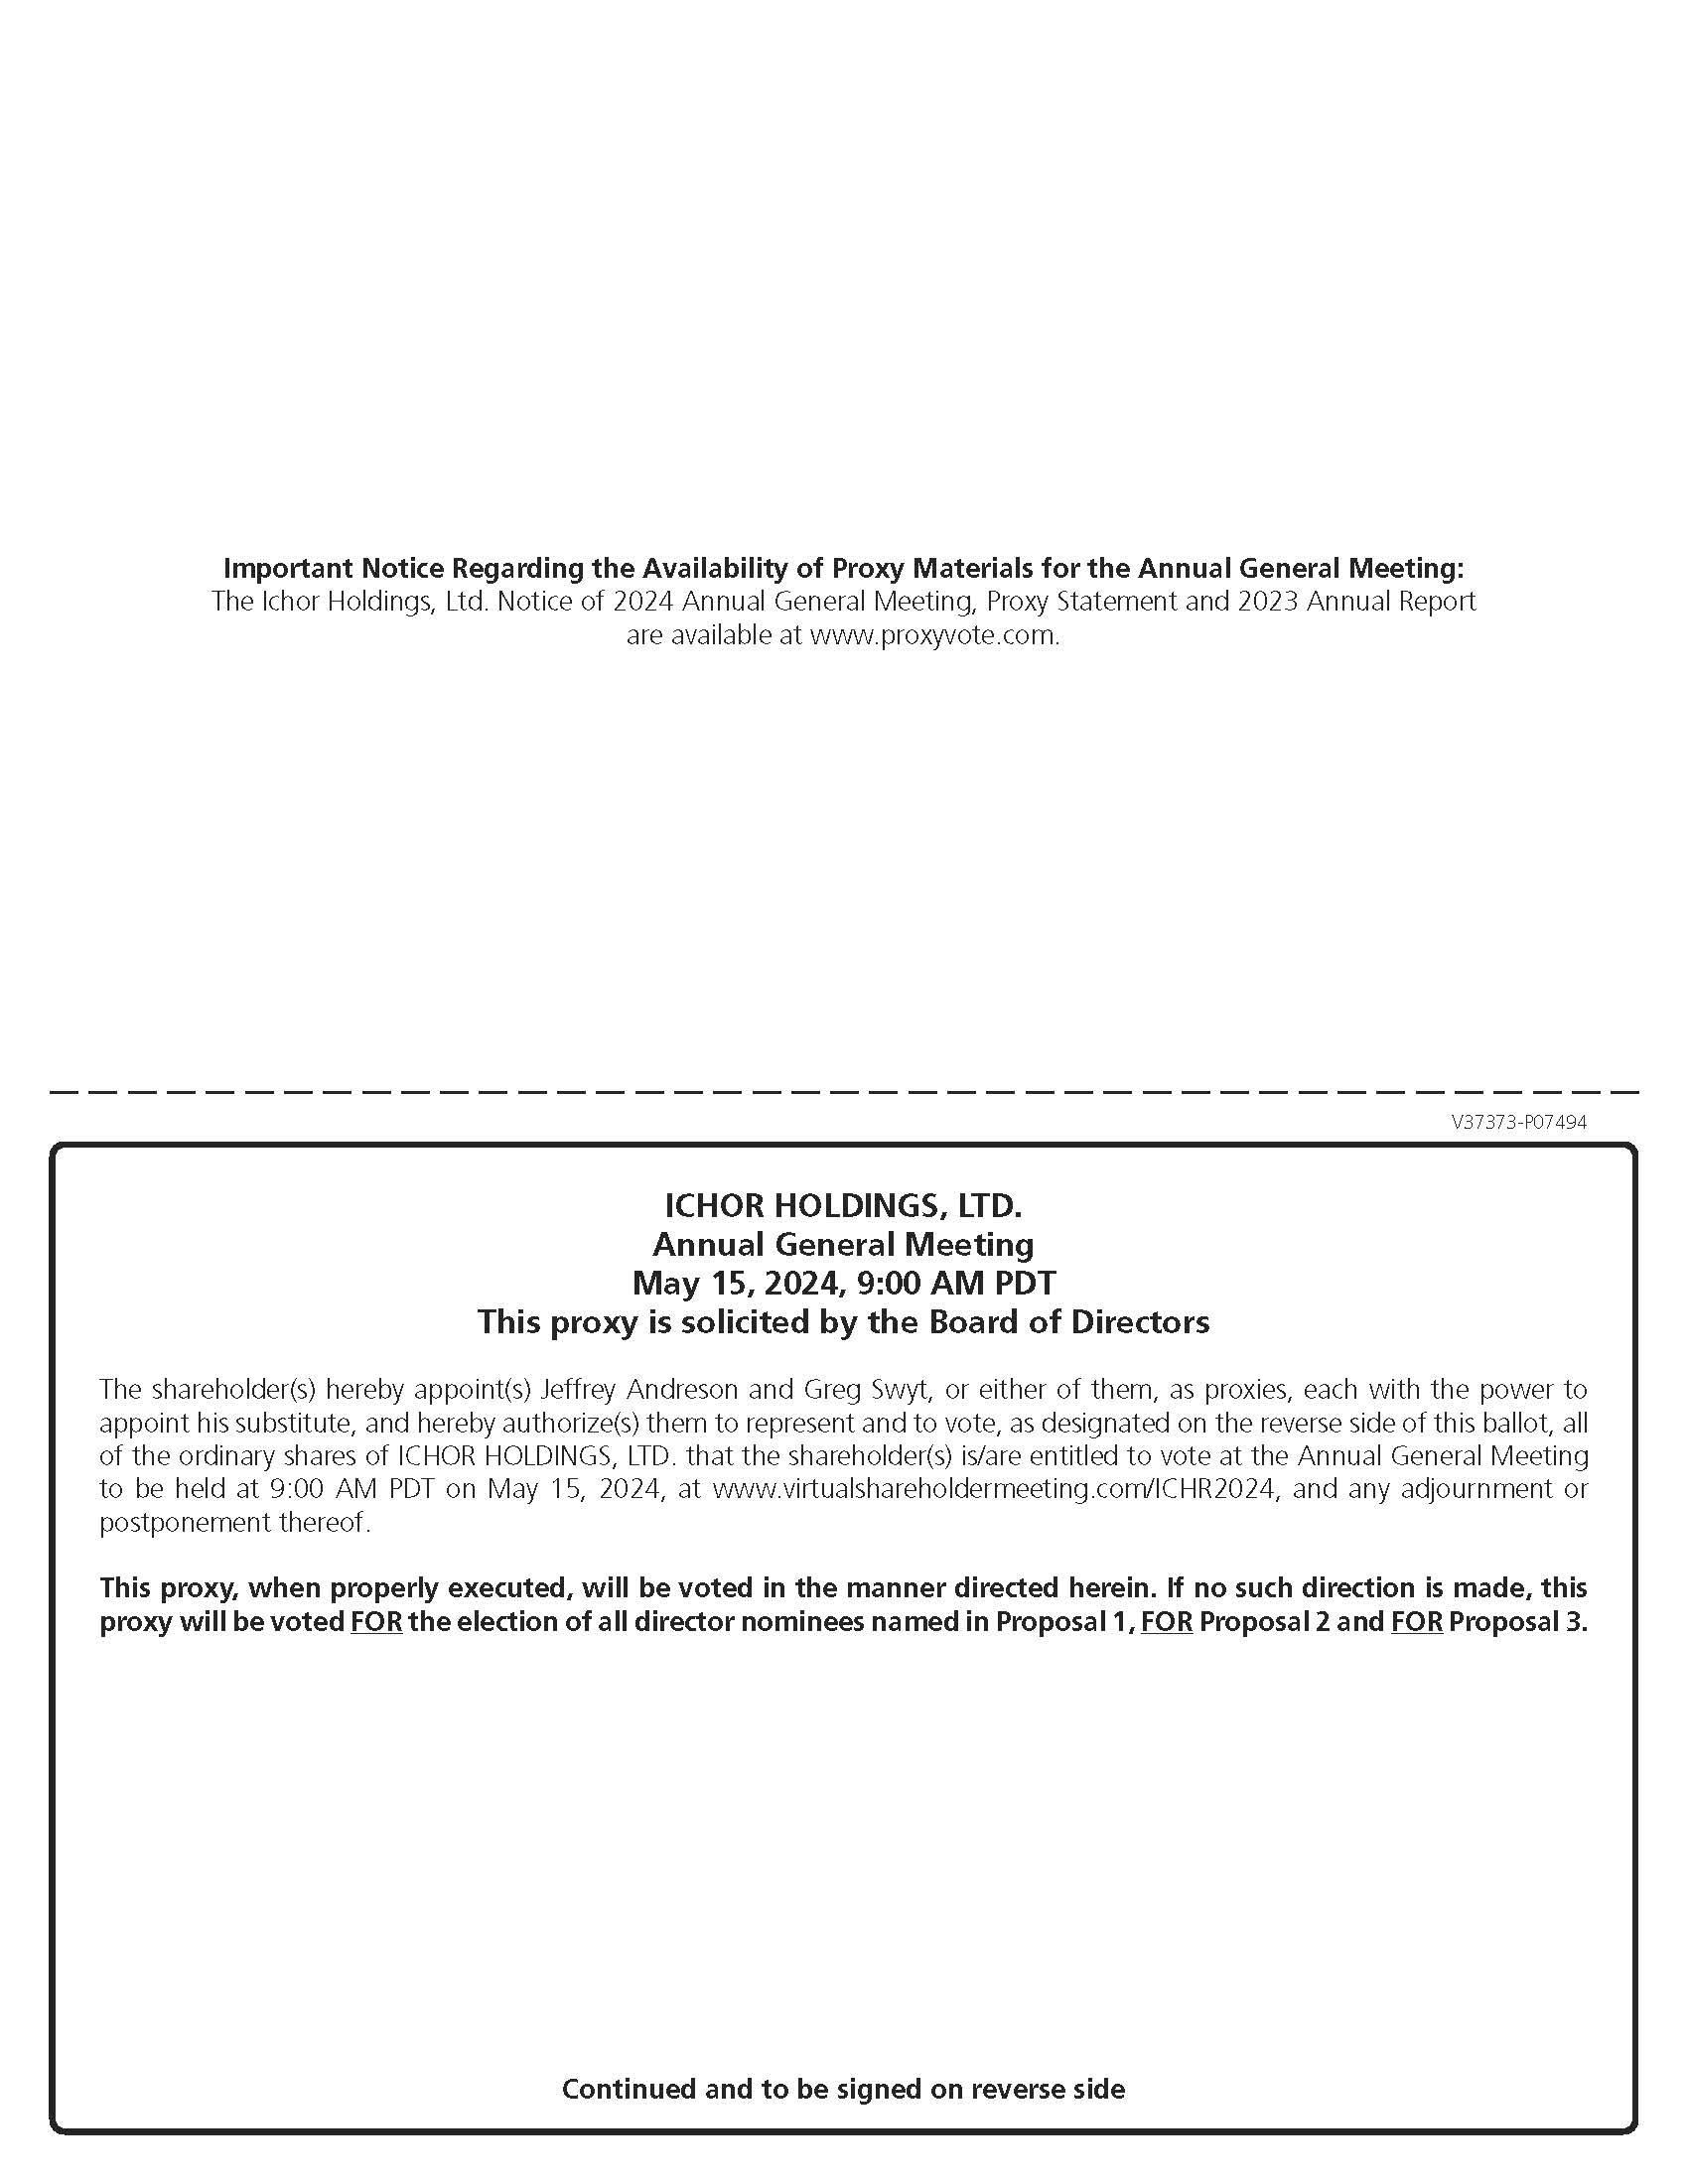 Important Notice Regarding the Availability of Proxy Materials for the Annual General Meeting:
The Ichor Holdings, Ltd. Notice of 2024 Annual General Meeting, Proxy Statement and 2023 Annual Report
are available at www.proxyvote.com.
V37373-P07494
ICHOR HOLDINGS, LTD.
Annual General Meeting
May 15, 2024, 9:00 AM PDT
This proxy is solicited by the Board of Directors
The shareholder(s) hereby appoint(s) Jeffrey Andreson and Greg Swyt, or either of them, as proxies, each with the power to
appoint his substitute, and hereby authorize(s) them to represent and to vote, as designated on the reverse side of this ballot, all
of the ordinary shares of ICHOR HOLDINGS, LTD. that the shareholder(s) is/are entitled to vote at the Annual General Meeting
to be held at 9:00 AM PDT on May 15, 2024, at www.virtualshareholdermeeting.com/ICHR2024, and any adjournment or
postponement thereof.
This proxy, when properly executed, will be voted in the manner directed herein. If no such direction is made, this
proxy will be voted FOR the election of all director nominees named in Proposal 1, FOR Proposal 2 and FOR Proposal 3.
Continued and to be signed on reverse side